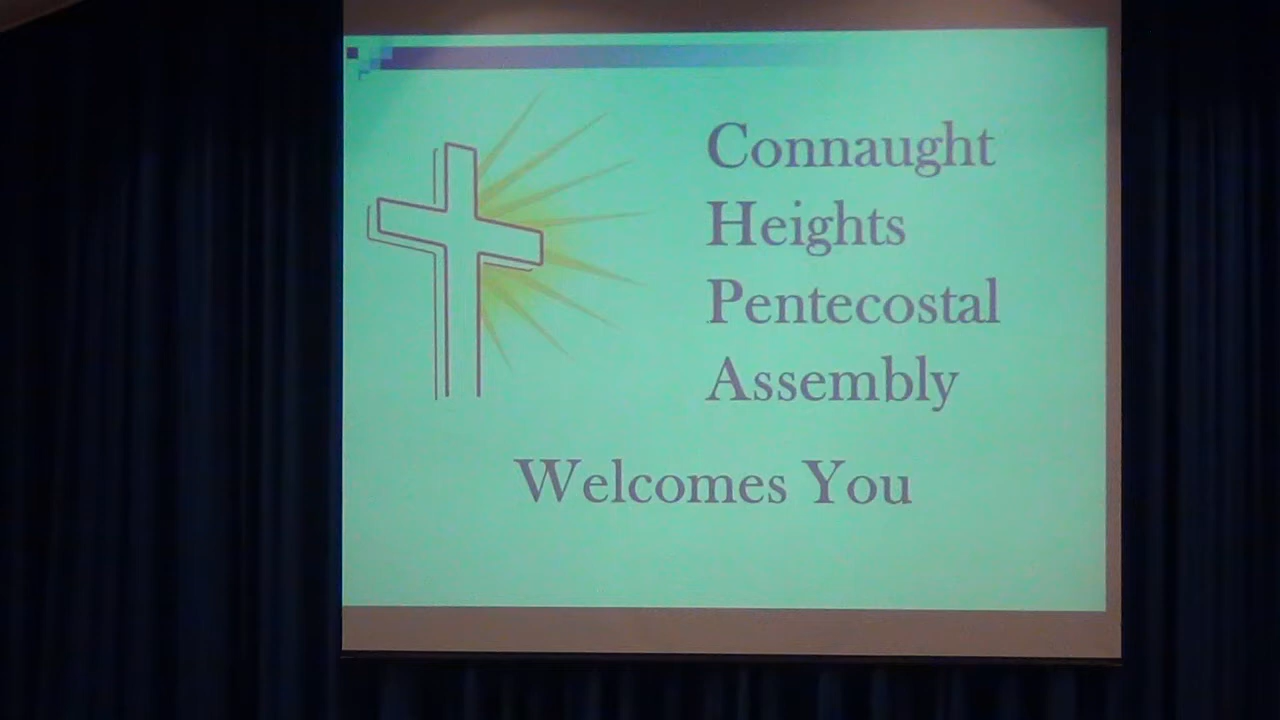 Connaught
Heights
Pentecostal
Assembly
Welcomes You